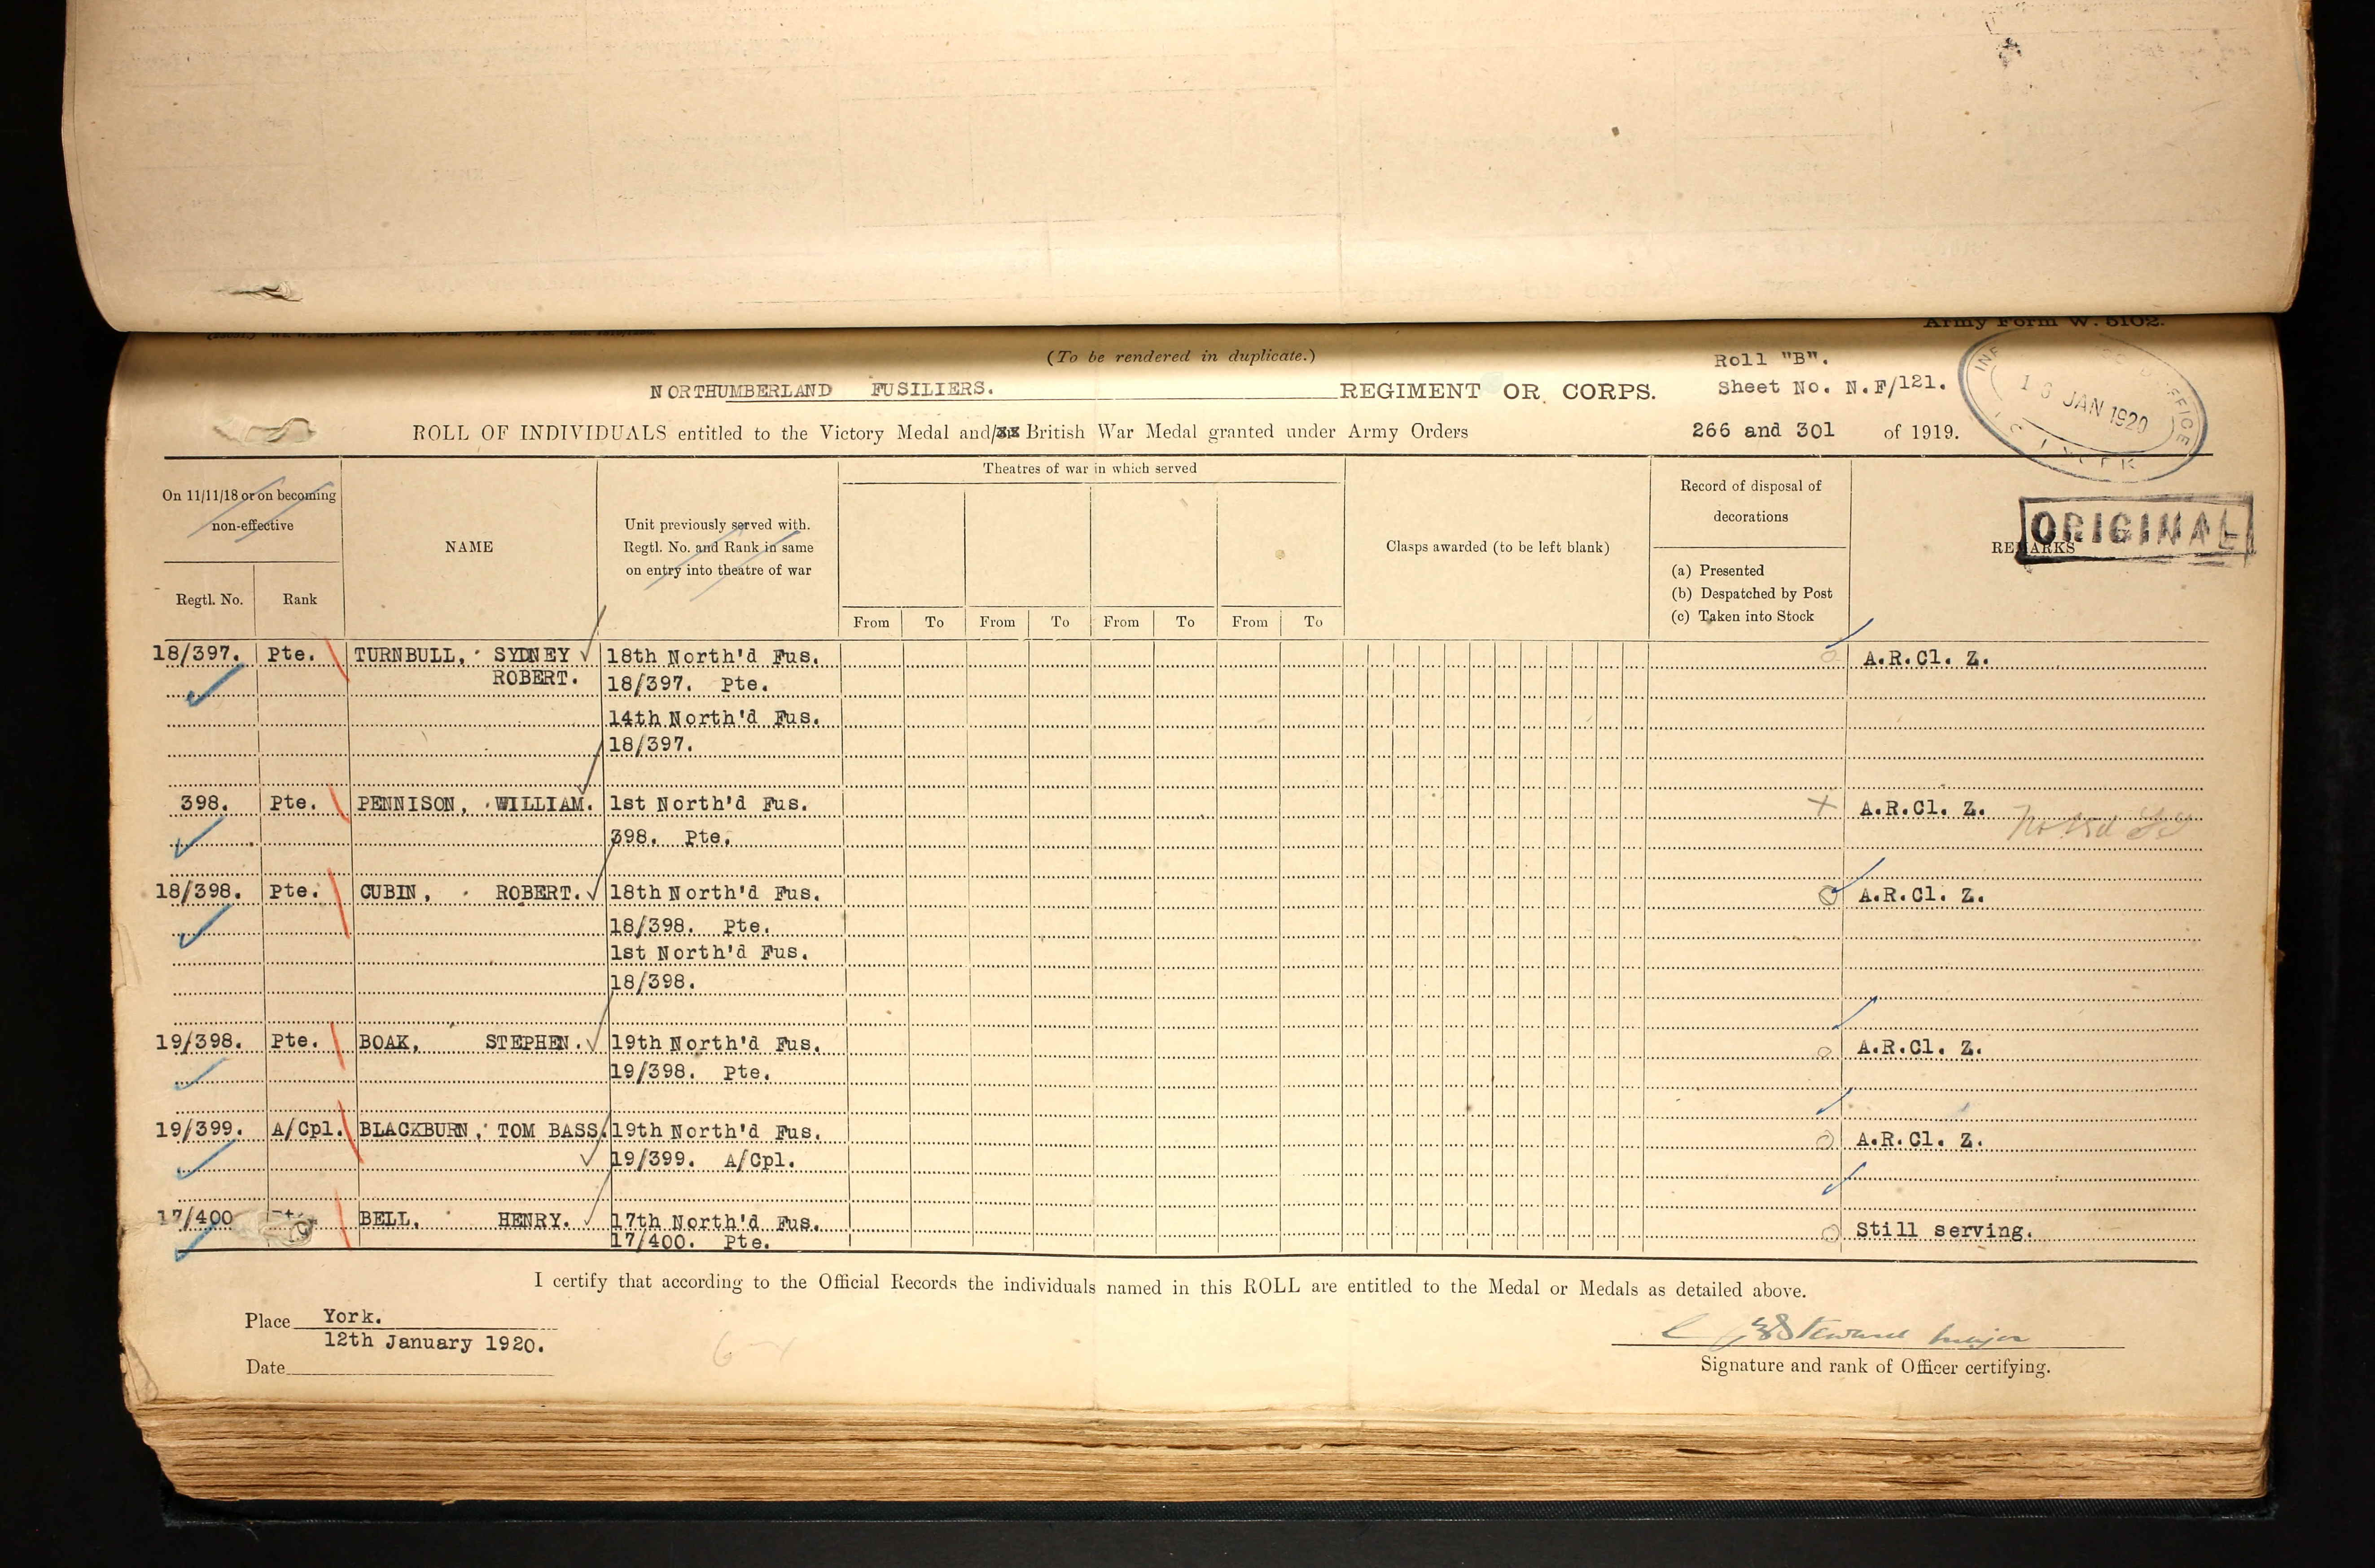 Army Form W. 5102.
(To be rendered in duplicate.)
Roll "B".
NORTHUMBERLAND FUSILIERS. REGIMENT OR CORPS. Sheet No. N.F/121.
16 JAN 1920
ROLL OF INDIVIDUALS entitled to the Victory Medal and/ British War Medal granted under Army Orders 266 and 301 of 1919.
Theatres of war in which served
On 11/11/18 or on becoming
non-effective
NAME
Unit previously served with.
Regtl. No. and Rank in same
on entry into theatre of war
Clasps awarded (to be left blank)
Record of disposal of
decorations
ORIGINAL
REMARKS
(a) Presented
(b) Despatched by Post
(c) Taken into Stock
Regtl. No. Rank
From To From To From To From To
18/397. Pte. TURNBULL, SYDNEY 18th North'd Fus. A.R.Cl. Z.
ROBERT. 18/397. Pte.
14th North'd Fus.
18/397.
398. Pte. PENNISON, WILLIAM. 1st North'd Fus. A.R.Cl. Z.
398. Pte.
18/398. Pte. CUBIN, ROBERT. 18th North'd Fus. A.R.Cl. Z.
18/398. Pte.
1st North'd Fus.
18/398.
19/398. Pte. BOAK, STEPHEN. 19th North'd Fus. A.R.Cl. Z.
19/398. Pte.
19/399. A/Cpl. BLACKBURN, TOM BASS. 19th North'd Fus. A.R.Cl. Z.
19/399. A/Cpl.
17/400 BELL, HENRY. 17th North'd Fus. Still serving.
17/400. Pte.
I certify that according to the Official Records the individuals named in this ROLL are entitled to the Medal or Medals as detailed above.
Place York.
12th January 1920.
Date
Major
Signature and rank of Officer certifying.